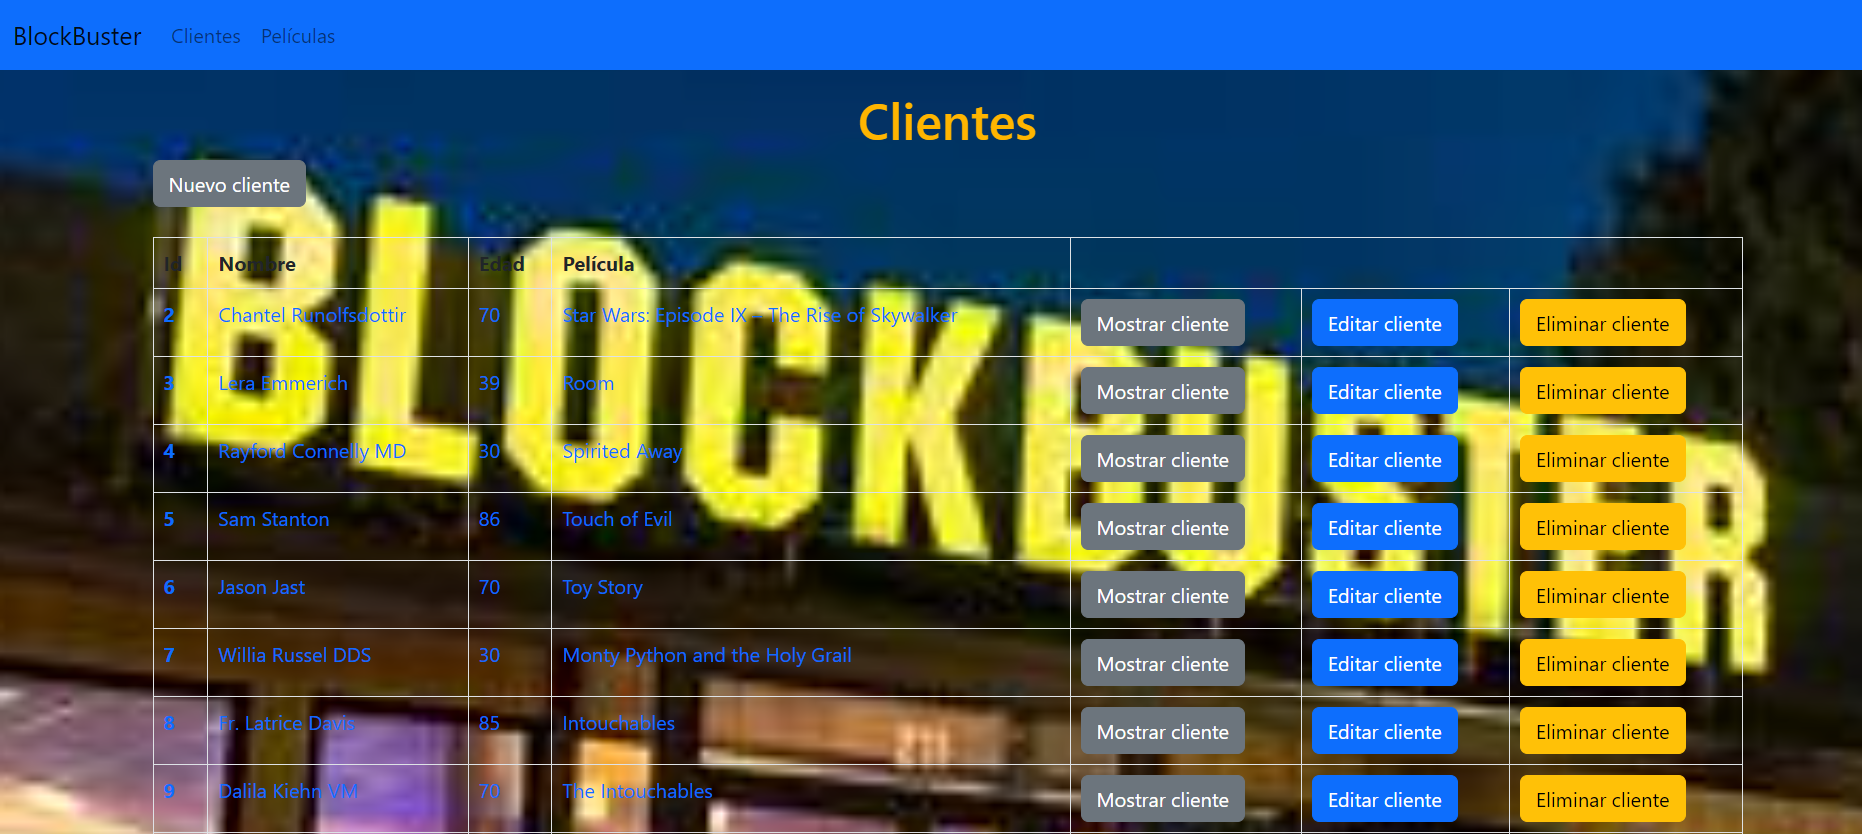 BlockBuster Clientes Películas
Clientes
Nuevo cliente
BLOCKBUSTER
Id Nombre Edad Película
2 Chantel Runolfsdottir 70 Star Wars: Episode IX – The Rise of Skywalker Mostrar cliente Editar cliente Eliminar cliente
3 Lera Emmerich 39 Room Mostrar cliente Editar cliente Eliminar cliente
4 Rayford Connelly MD 30 Spirited Away Mostrar cliente Editar cliente Eliminar cliente
5 Sam Stanton 86 Touch of Evil Mostrar cliente Editar cliente Eliminar cliente
6 Jason Jast 70 Toy Story Mostrar cliente Editar cliente Eliminar cliente
7 Willia Russel DDS 30 Monty Python and the Holy Grail Mostrar cliente Editar cliente Eliminar cliente
8 Fr. Latrice Davis 85 Intouchables Mostrar cliente Editar cliente Eliminar cliente
9 Dalila Kiehn VM 70 The Intouchables Mostrar cliente Editar cliente Eliminar cliente